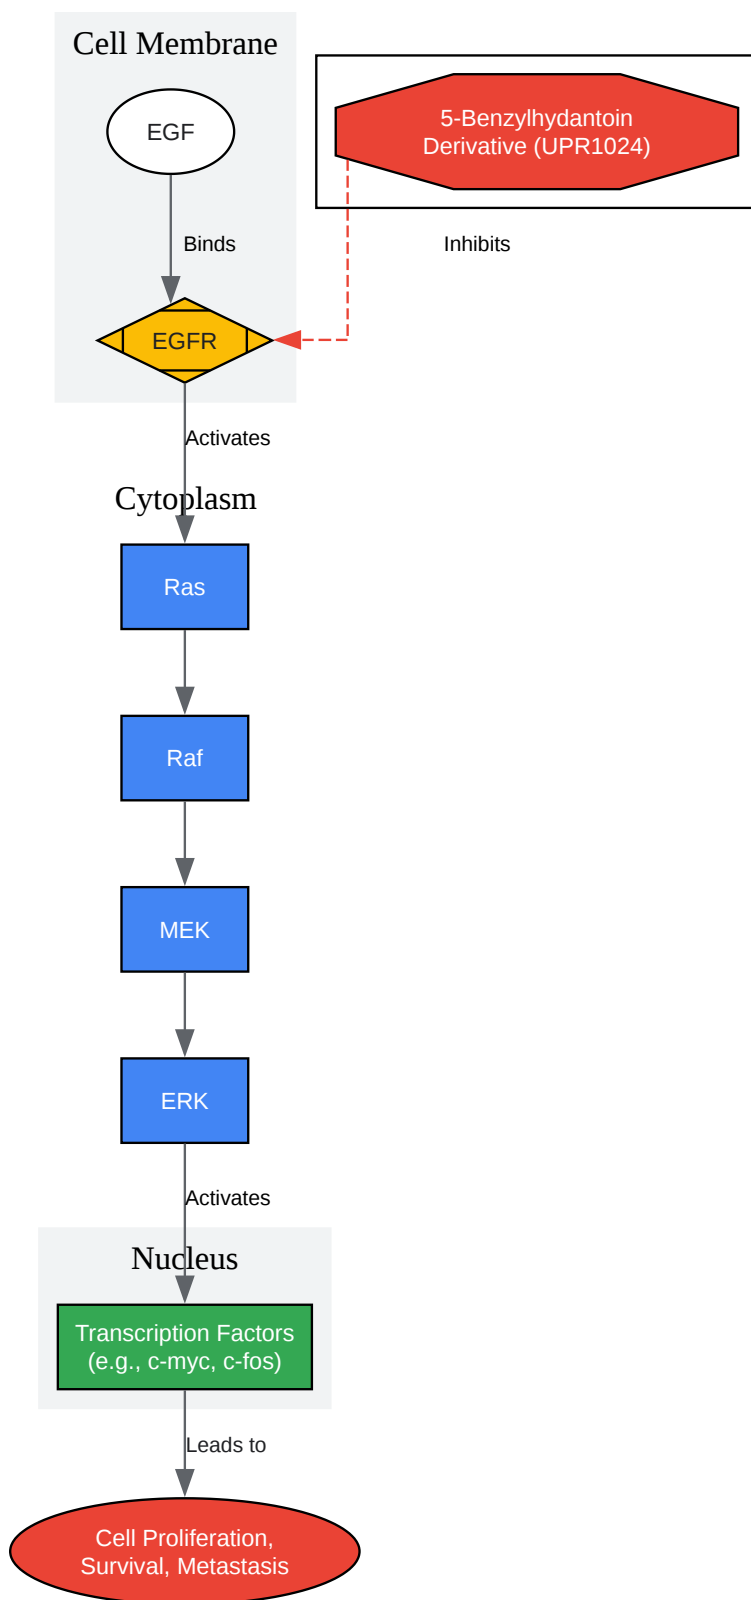 Cell Membrane
EGF
5-Benzylhydantoin
Derivative (UPR1024)
Binds
Inhibits
EGFR
Activates
Cytoplasm
Ras
Raf
MEK
ERK
Activates
Nucleus
Transcription Factors
(e.g., c-myc, c-fos)
Leads to
Cell Proliferation,
Survival, Metastasis